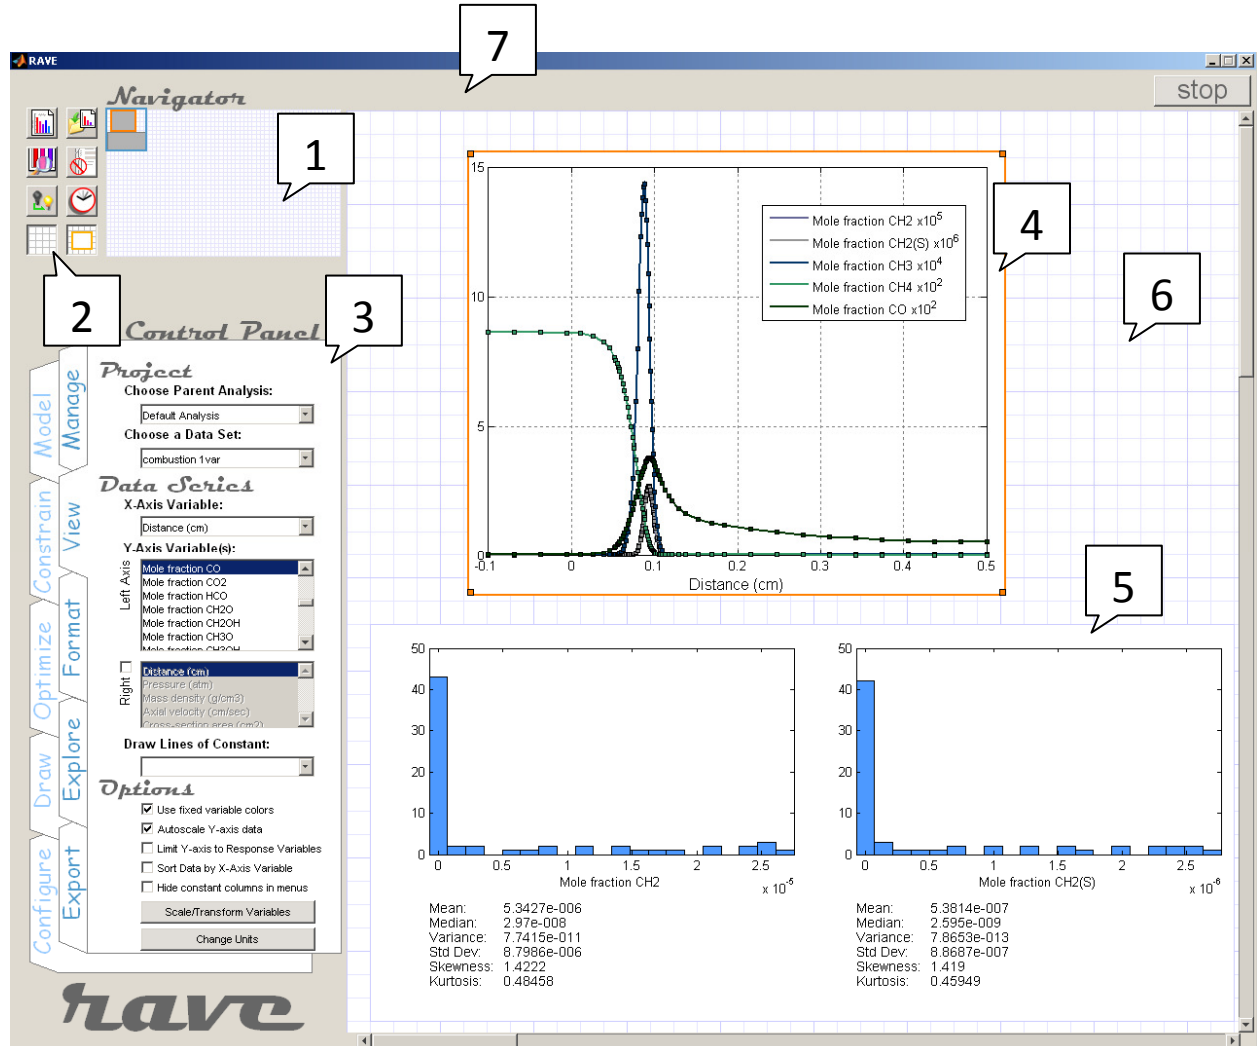 7
RAVE
stop
Navigator
1
2
Control Panel
3
Project
Choose Parent Analysis:
Default Analysis
Choose a Data Set:
combustion 1var
Data Series
X-Axis Variable:
Distance (cm)
Y-Axis Variable(s):
Left Axis
Mole fraction CO
Mole fraction CO2
Mole fraction HCO
Mole fraction CH2O
Mole fraction CH2OH
Mole fraction CH3O
Mole fraction CH3OH
Right
Distance (cm)
Pressure (atm)
Mass density (g/cm3)
Axial velocity (cm/sec)
Cross-section area (cm2)
Draw Lines of Constant:
Options
Use fixed variable colors
Autoscale Y-axis data
Limit Y-axis to Response Variables
Sort Data by X-Axis Variable
Hide constant columns in menus
Scale/Transform Variables
Change Units
Model
Constrain
Optimize
Draw
Configure
Manage
View
Format
Explore
Export
rave
15
10
5
0
-0.1 0 0.1 0.2 0.3 0.4 0.5
Distance (cm)
Mole fraction CH2 x10^5
Mole fraction CH2(S) x10^6
Mole fraction CH3 x10^4
Mole fraction CH4 x10^2
Mole fraction CO x10^2
4
6
5
50
40
30
20
10
0
0 0.5 1 1.5 2 2.5
Mole fraction CH2
x 10^-5
Mean: 5.3427e-006
Median: 2.97e-008
Variance: 7.7415e-011
Std Dev: 8.7986e-006
Skewness: 1.4222
Kurtosis: 0.48458
50
40
30
20
10
0
0 0.5 1 1.5 2 2.5
Mole fraction CH2(S)
x 10^-6
Mean: 5.3814e-007
Median: 2.595e-009
Variance: 7.8653e-013
Std Dev: 8.8687e-007
Skewness: 1.419
Kurtosis: 0.45949